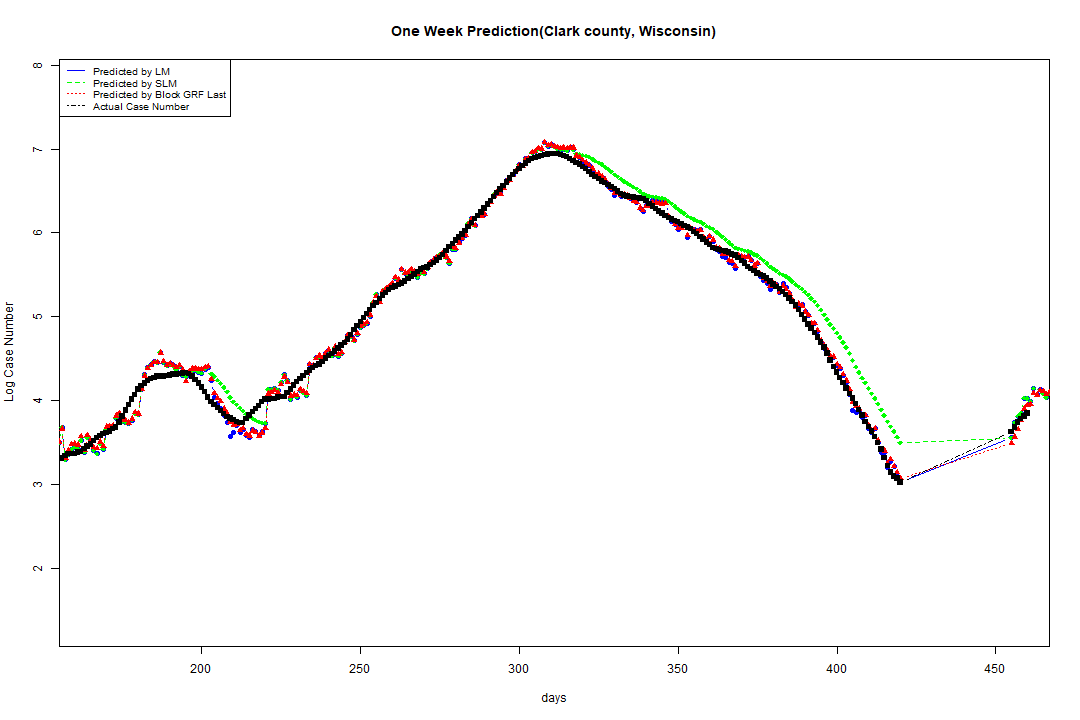 One Week Prediction(Clark county, Wisconsin)
Predicted by LM
Predicted by SLM
Predicted by Block GRF Last
Actual Case Number
8
7
6
5
4
3
2
Log Case Number
200 250 300 350 400 450
days